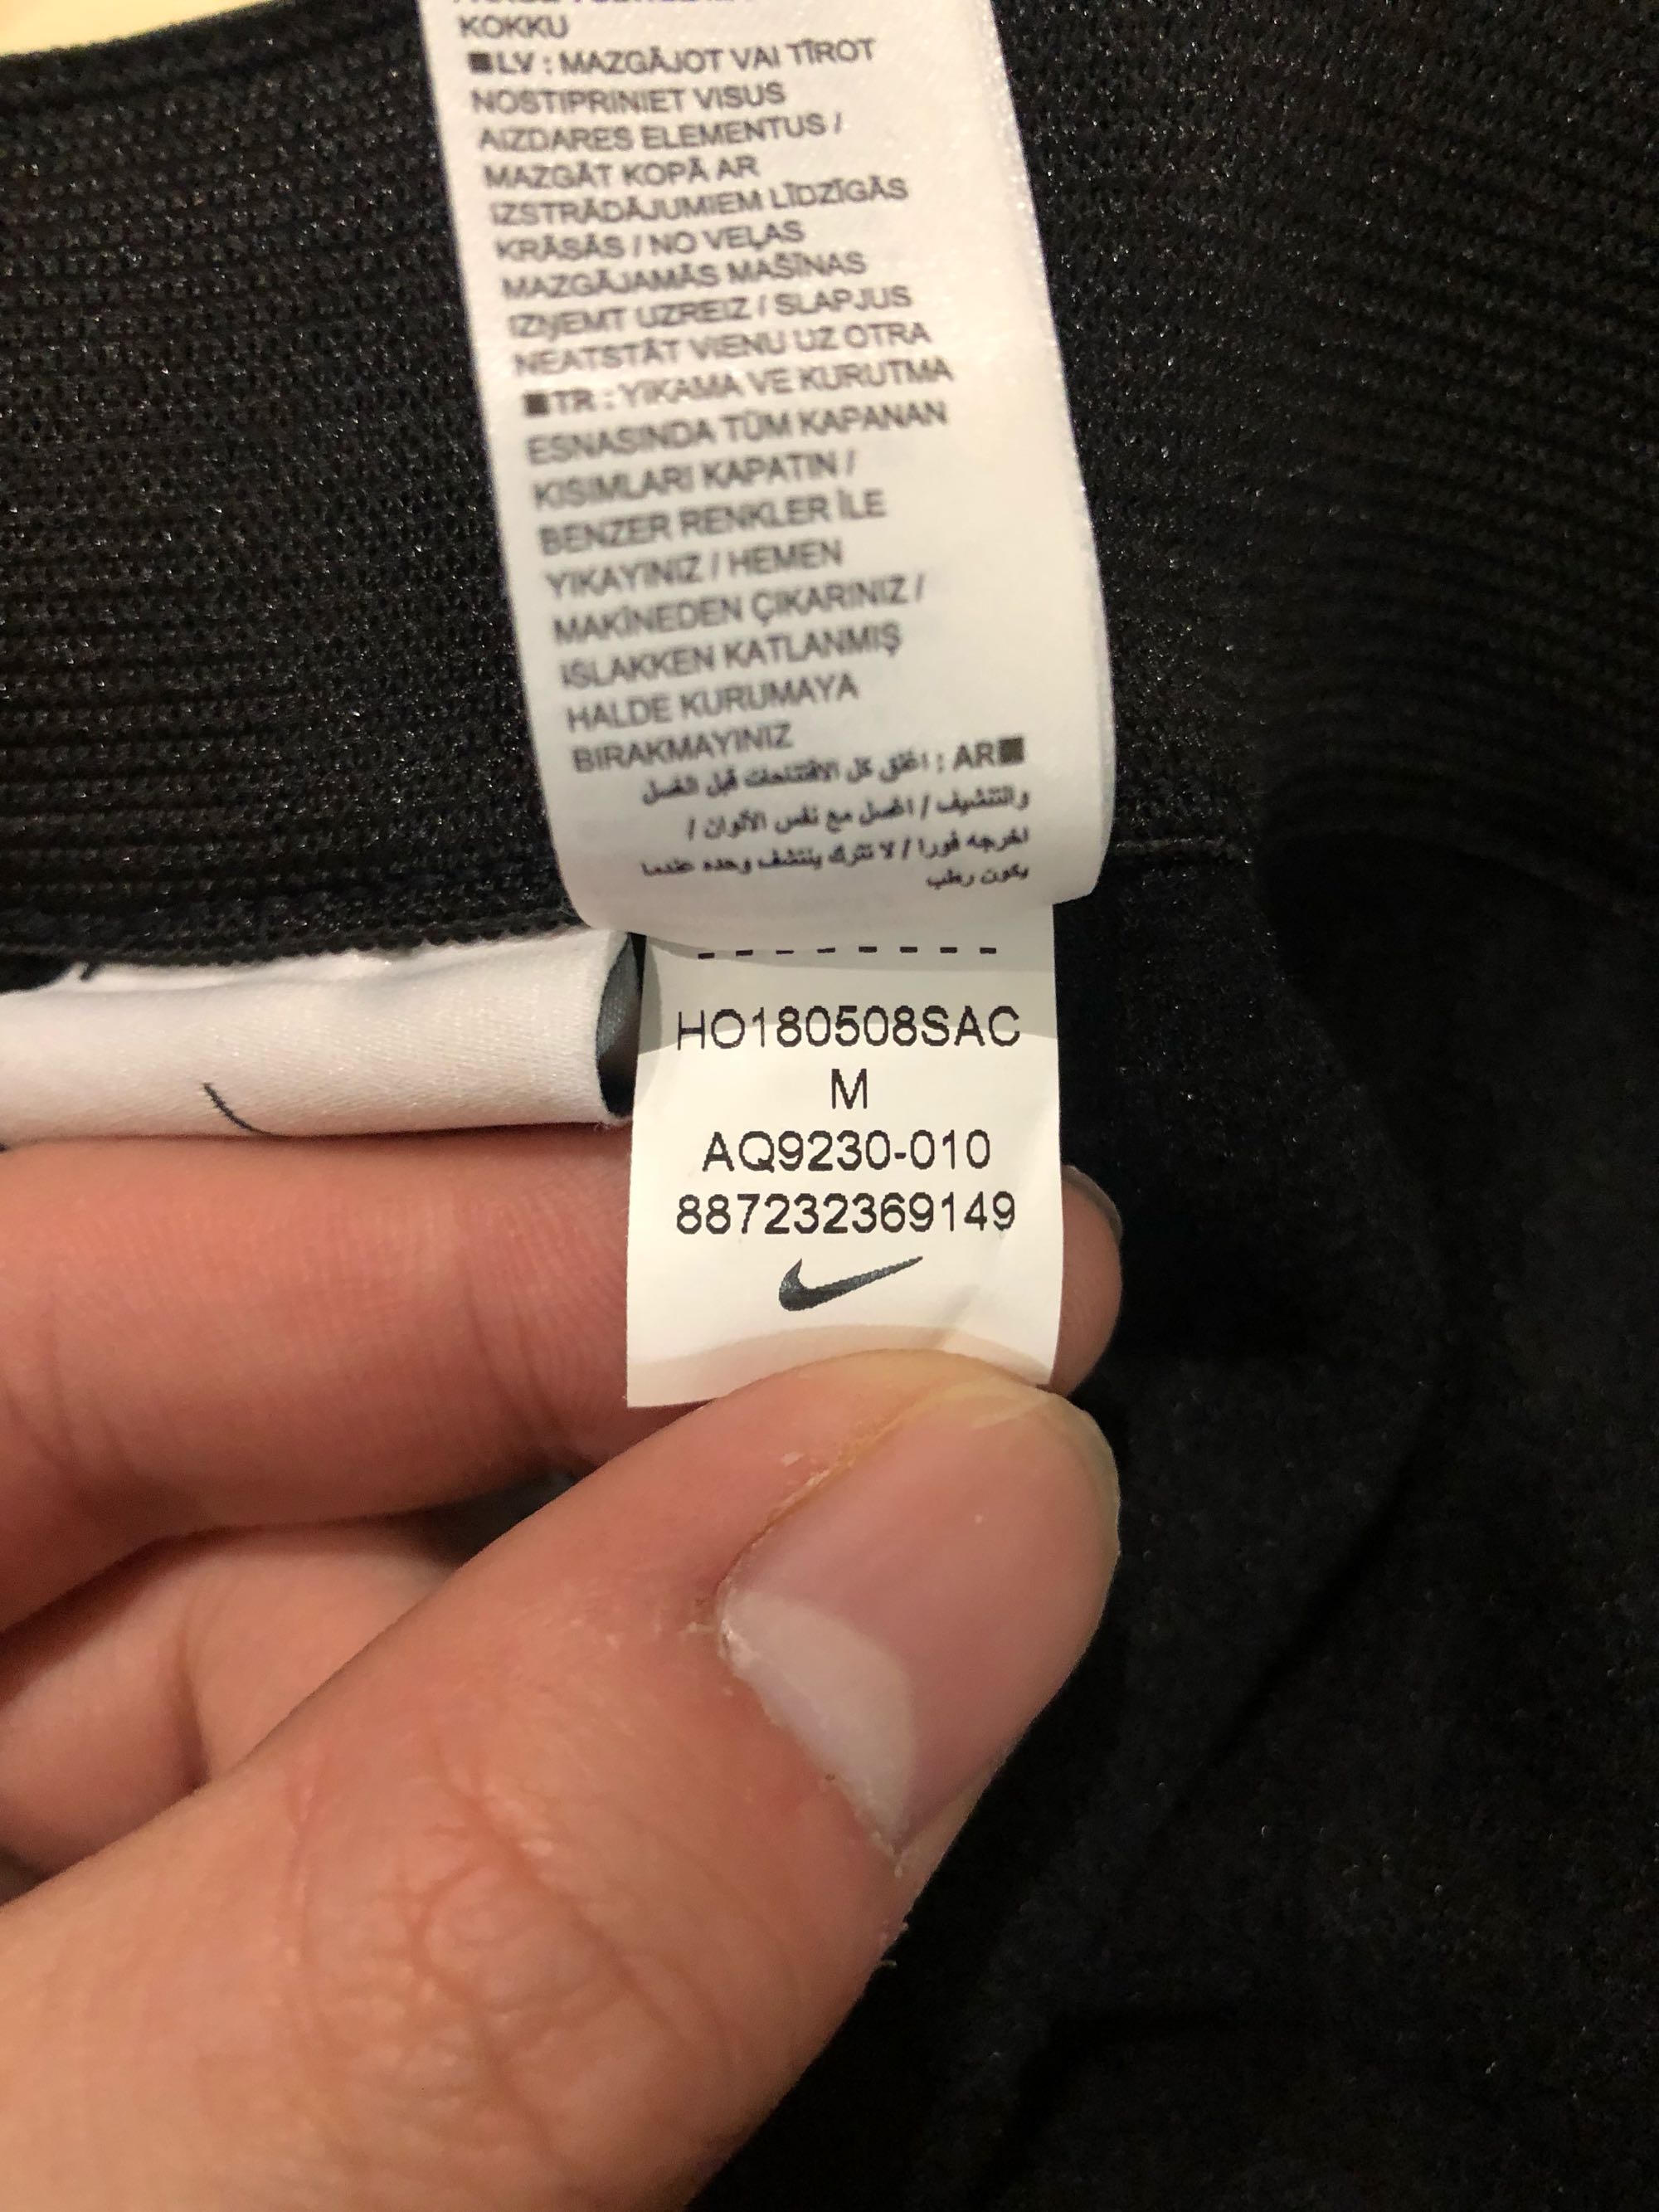 KOKKU
■LV : MAZGĀJOT VAI TĪROT
NOSTIPRINIET VISUS
AIZDARES ELEMENTUS /
MAZGĀT KOPĀ AR
IZSTRĀDĀJUMIEM LĪDZĪGĀS
KRĀSĀS / NO VEĻAS
MAZGĀJAMĀS MAŠĪNAS
IZŅEMT UZREIZ / SLAPJUS
NEATSTĀT VIENU UZ OTRA
■TR : YIKAMA VE KURUTMA
ESNASINDA TÜM KAPANAN
KISIMLARI KAPATIN /
BENZER RENKLER İLE
YIKAYINIZ / HEMEN
MAKİNEDEN ÇIKARINIZ /
ISLAKKEN KATLANMIŞ
HALDE KURUMAYA
BIRAKMAYINIZ
■AR : اغلق كل الافتتاحات قبل الغسل
والتنشيف / اغسل مع نفس الألوان /
اخرجه فورا / لا تترك ينتشف وحده عندما
يكون رطب
--------
HO180508SAC
M
AQ9230-010
887232369149